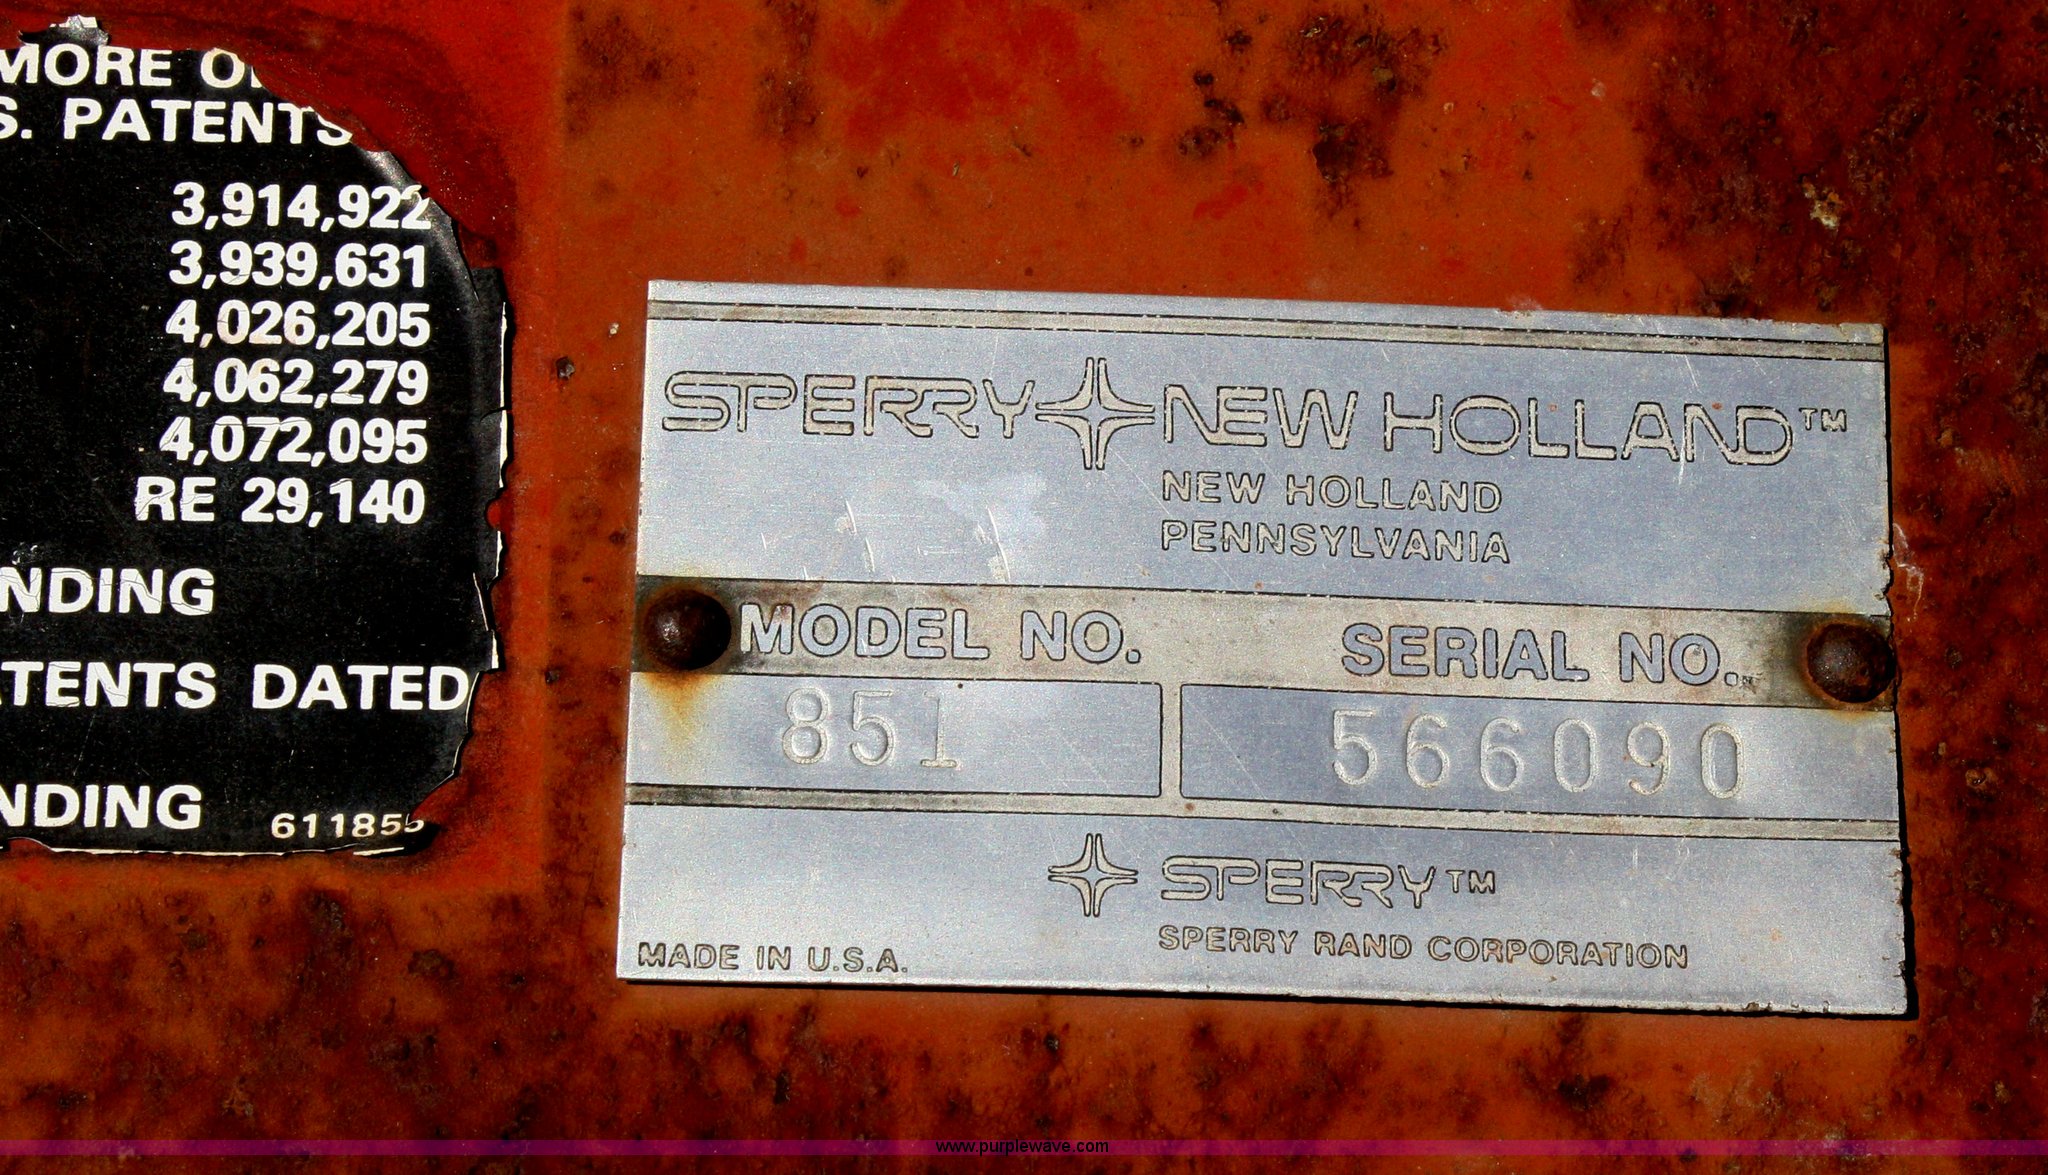 MORE O
S. PATENTS
3,914,922
3,939,631
4,026,205
4,062,279
4,072,095
RE 29,140
NDING
TENTS DATED
NDING
611855
SPERRY NEW HOLLAND™
NEW HOLLAND
PENNSYLVANIA
MODEL NO. SERIAL NO.
851 566090
SPERRY™
SPERRY RAND CORPORATION
MADE IN U.S.A.
www.purplewave.com